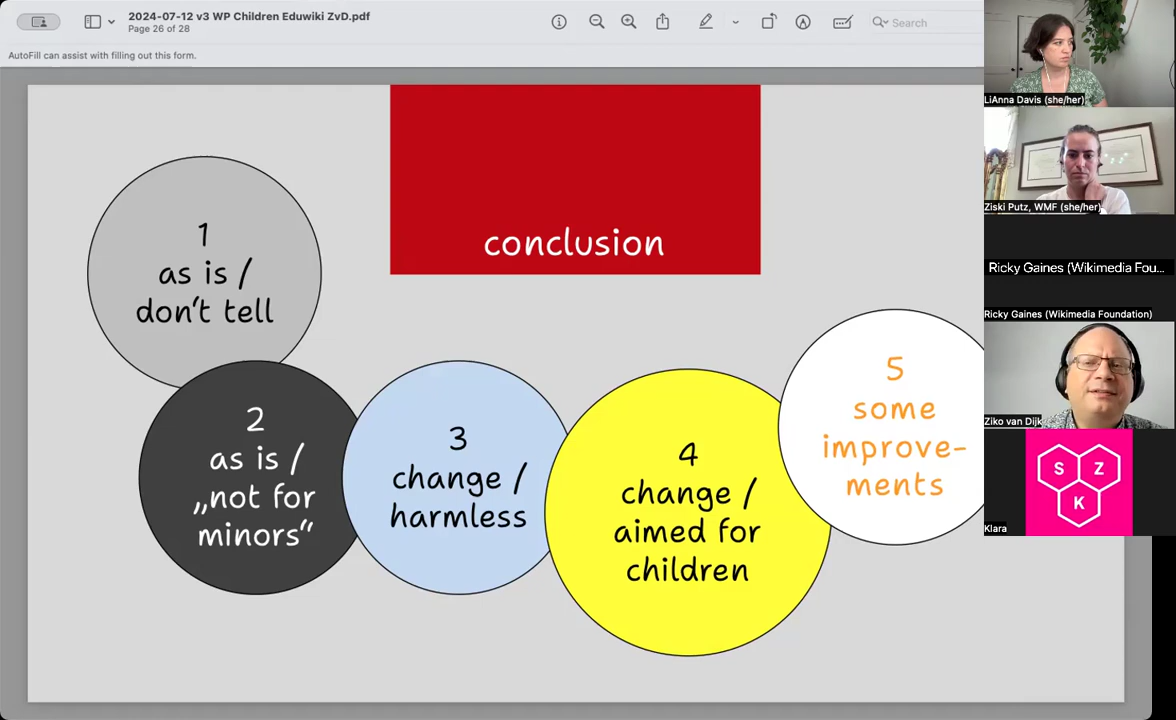 2024-07-12 v3 WP Children Eduwiki ZvD.pdf
Page 26 of 28
Search
AutoFill can assist with filling out this form.
conclusion
1
as is /
don't tell
2
as is /
„not for
minors“
3
change /
harmless
4
change /
aimed for
children
5
some
improve-
ments
LiAnna Davis (she/her)
Ziski Putz, WMF (she/her)
Ricky Gaines (Wikimedia Fou...
Ricky Gaines (Wikimedia Foundation)
Ziko van Dijk
S Z
K
Klara